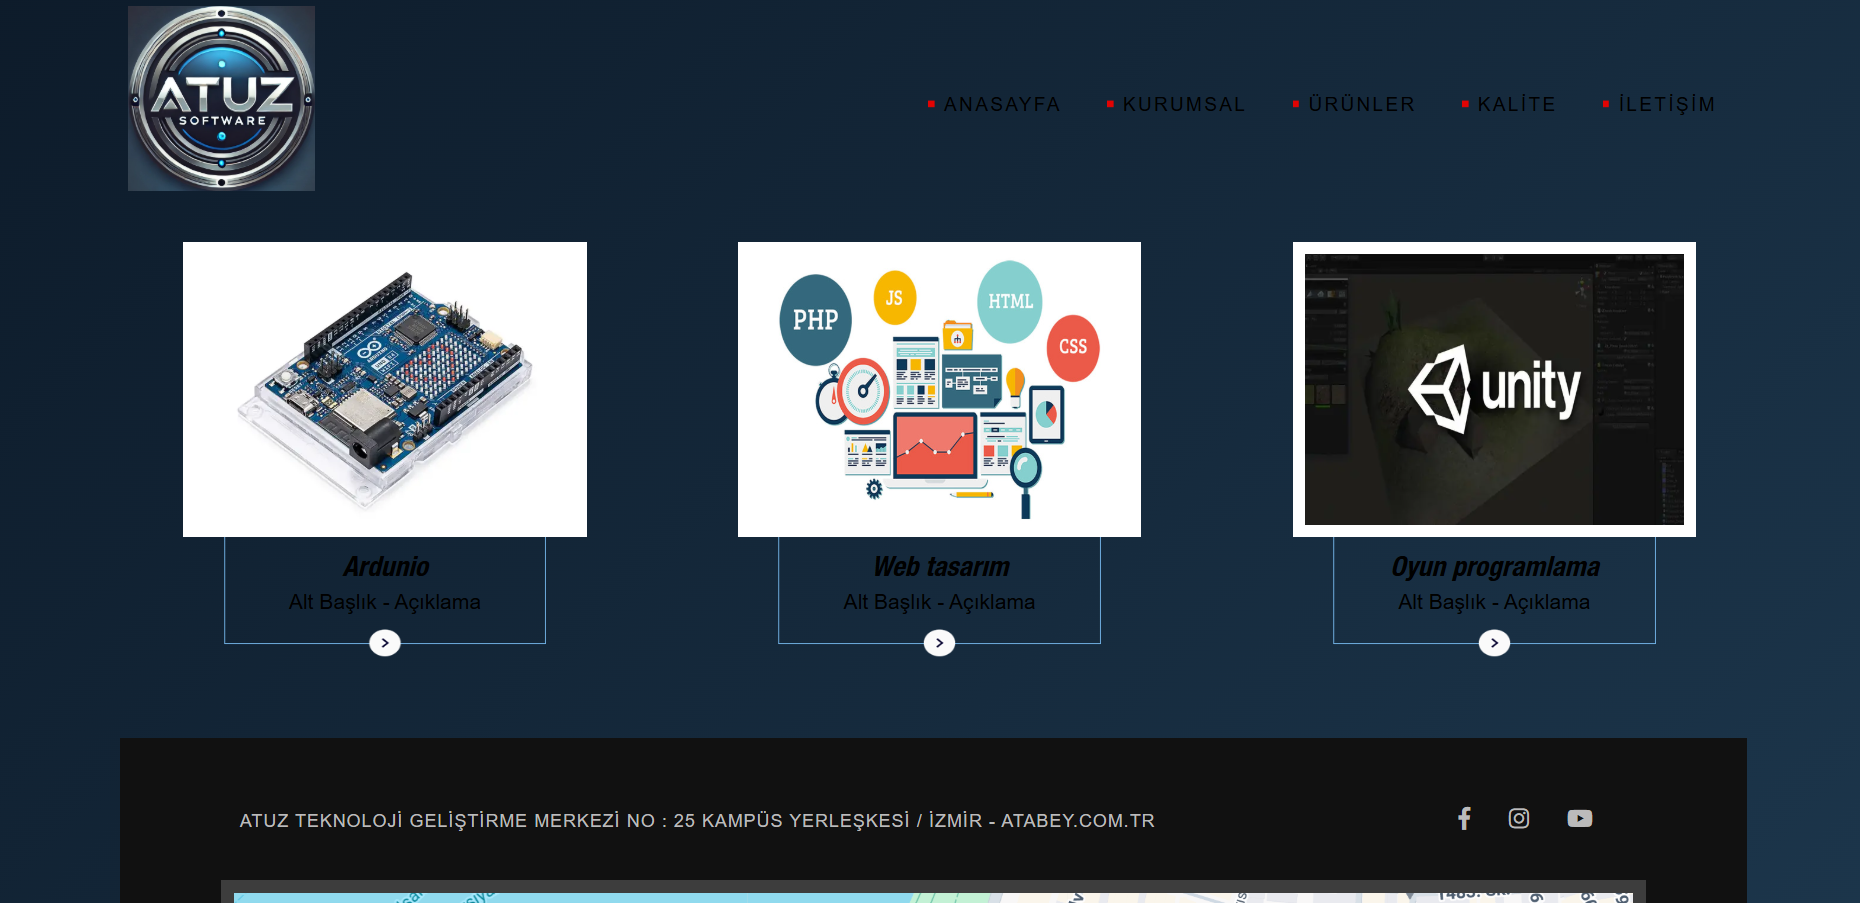 ATUZ
SOFTWARE
ANASAYFA
KURUMSAL
ÜRÜNLER
KALİTE
İLETİŞİM
PHP
JS
HTML
CSS
unity
Ardunio
Alt Başlık - Açıklama
Web tasarım
Alt Başlık - Açıklama
Oyun programlama
Alt Başlık - Açıklama
ATUZ TEKNOLOJİ GELİŞTİRME MERKEZİ NO : 25 KAMPÜS YERLEŞKESİ / İZMİR - ATABEY.COM.TR